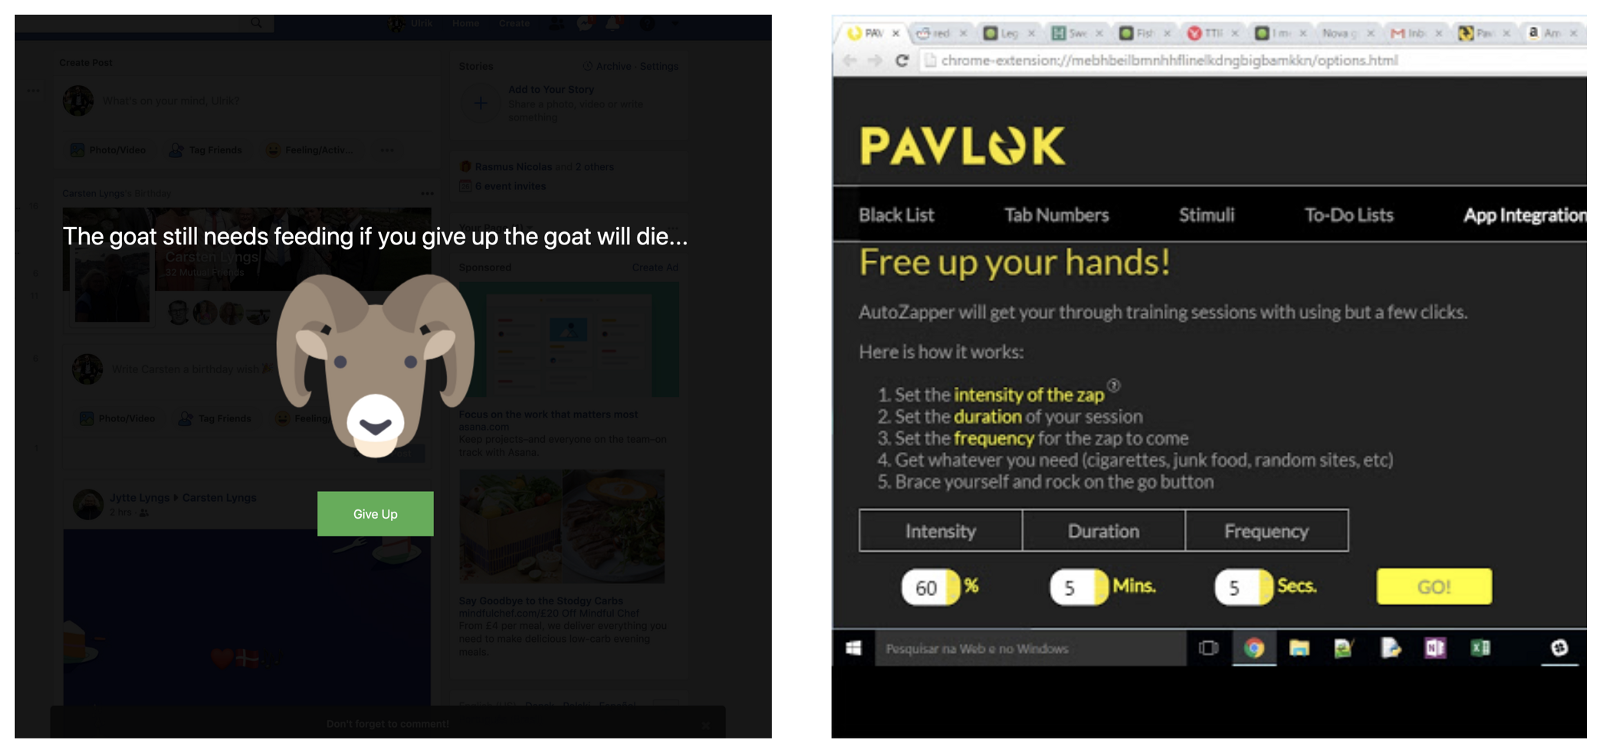 Ulrik Home Create
Create Post
What's on your mind, Ulrik?
Photo/Video Tag Friends Feeling/Activ...
Carsten Lyngs's Birthday
The goat still needs feeding if you give up the goat will die...
Carsten Lyngs
32 Mutual Friends
Write Carsten a birthday wish
Photo/Video Tag Friends
Give Up
Jytte Lyngs ▸ Carsten Lyngs
2 hrs
Stories Archive · Settings
Add to Your Story
Share a photo, video or write
something
Rasmus Nicolas and 2 others
6 event invites
Sponsored Create Ad
Focus on the work that matters most
asana.com
Keep projects–and everyone on the team–on
track with Asana.
Say Goodbye to the Stodgy Carbs
mindfulchef.com/£20 Off Mindful Chef
From £4 per meal, we deliver everything you
need to make delicious low-carb evening
meals.
Don't forget to comment!
PAV red Leg Swe Fish TTII I me Nova g Inb Pav Am
chrome-extension://mebhbeilbmnhhflinelkdngbigbamkkn/options.html
PAVLOK
Black List Tab Numbers Stimuli To-Do Lists App Integration
Free up your hands!
AutoZapper will get your through training sessions with using but a few clicks.
Here is how it works:
1. Set the intensity of the zap ?
2. Set the duration of your session
3. Set the frequency for the zap to come
4. Get whatever you need (cigarettes, junk food, random sites, etc)
5. Brace yourself and rock on the go button
Intensity Duration Frequency
60 % 5 Mins. 5 Secs. GO!
Pesquisar na Web e no Windows